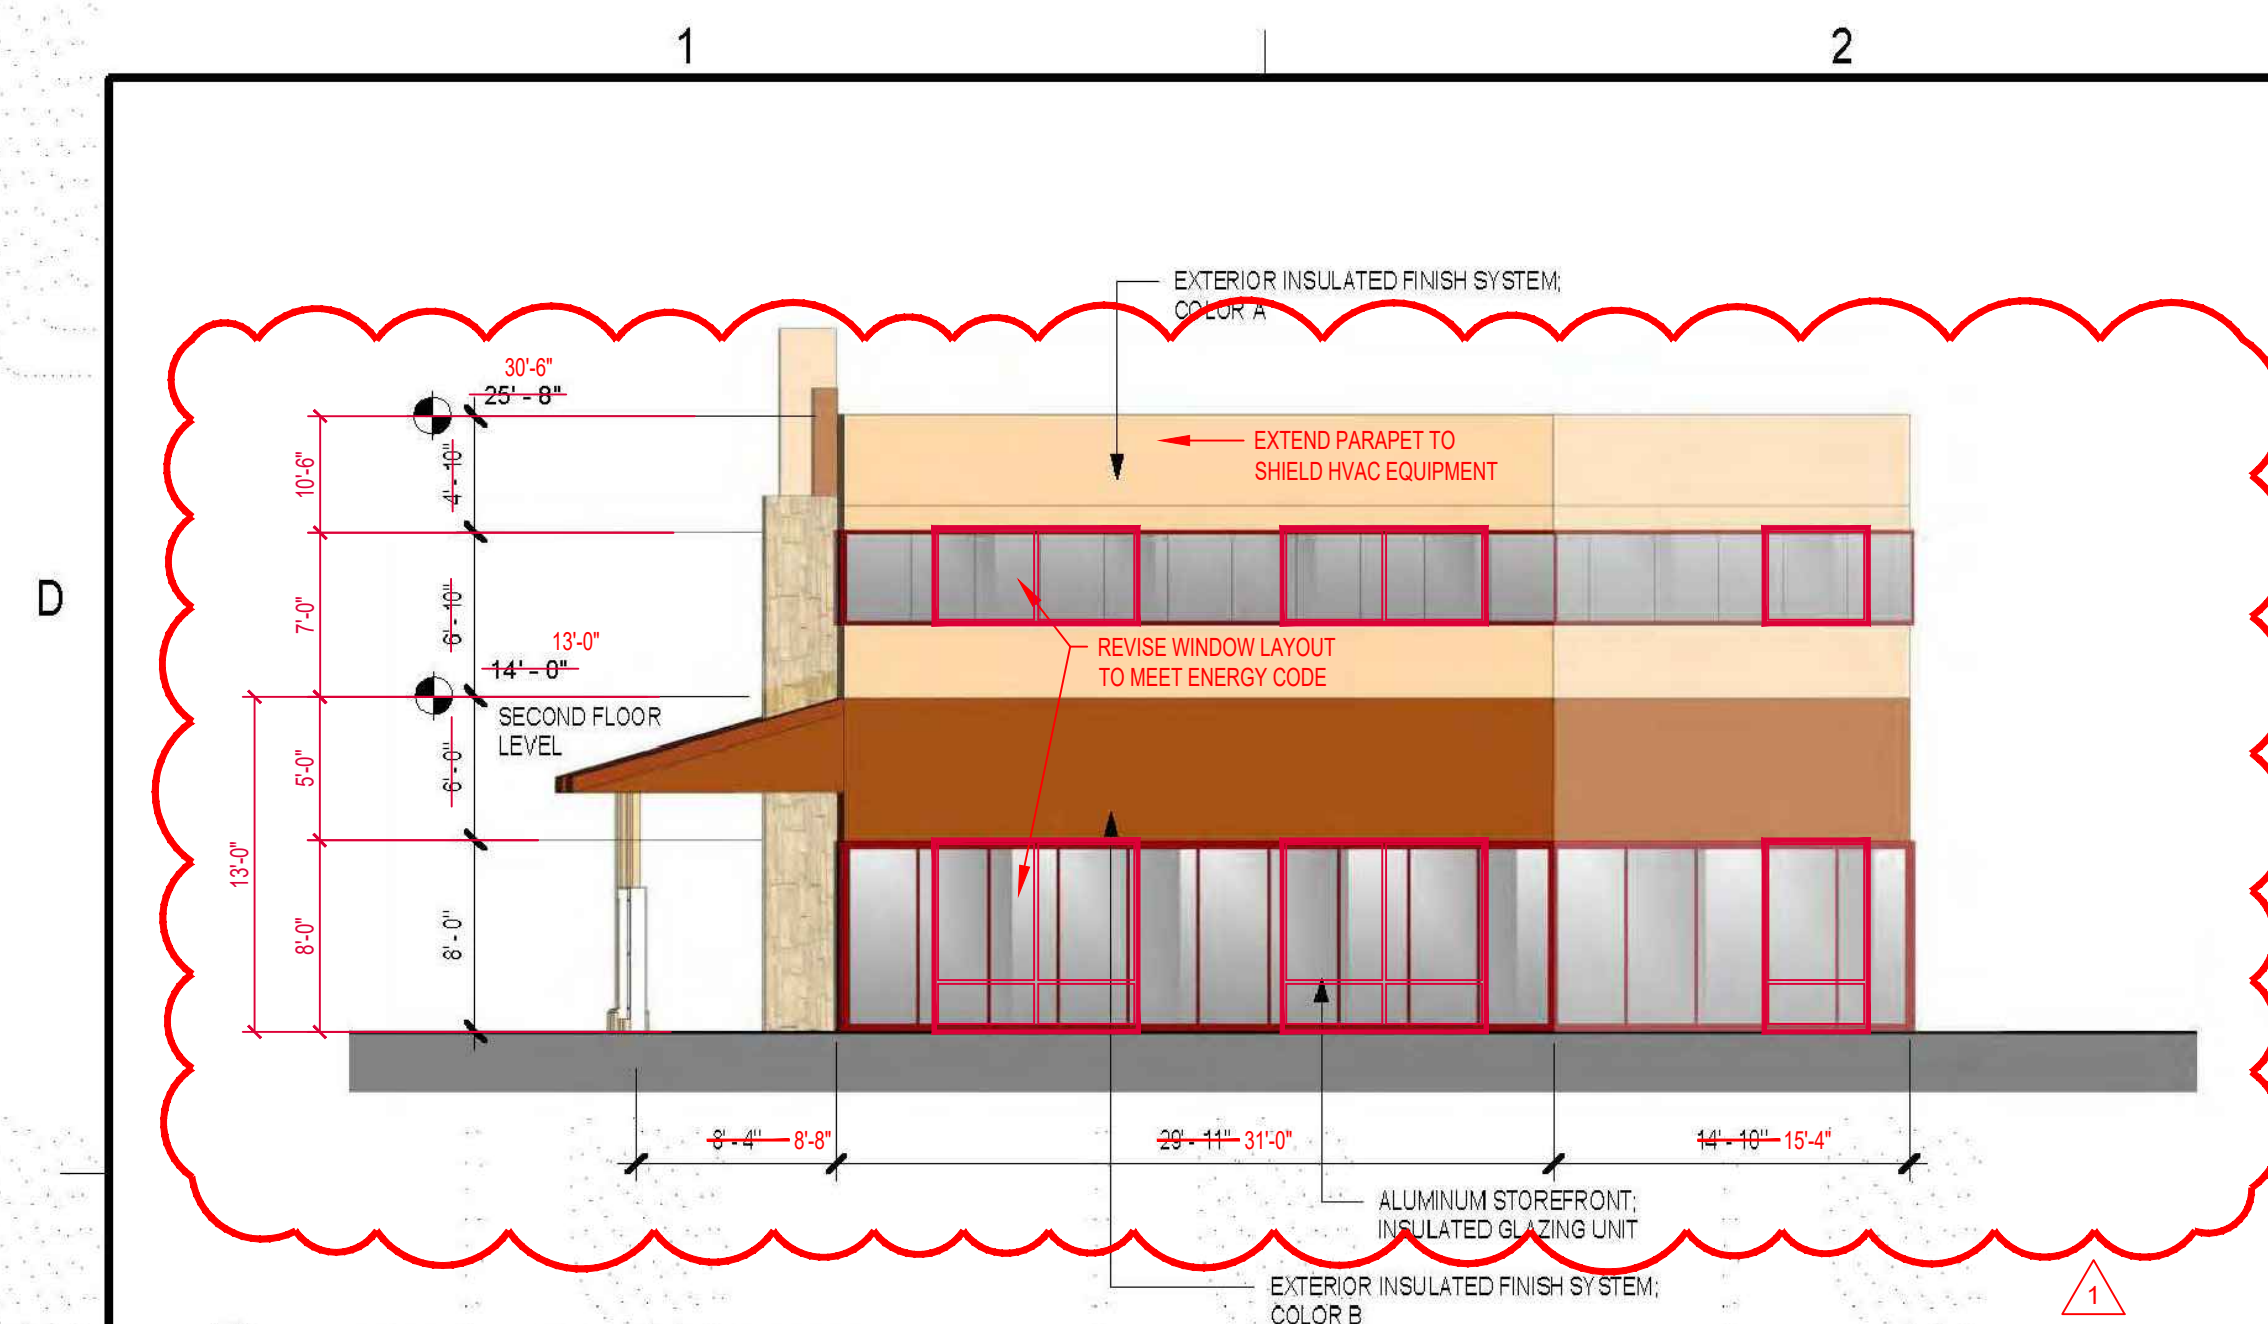 1
2
EXTERIOR INSULATED FINISH SYSTEM;
COLOR A
30'-6"
25' - 8"
EXTEND PARAPET TO
SHIELD HVAC EQUIPMENT
10'-6"
4' - 10"
D
7'-0"
6' - 10"
13'-0"
14' - 0"
REVISE WINDOW LAYOUT
TO MEET ENERGY CODE
SECOND FLOOR
LEVEL
5'-0"
6' - 0"
13'-0"
8'-0"
8' - 0"
8' - 4" 8'-8"
29' - 11" 31'-0"
14' - 10" 15'-4"
ALUMINUM STOREFRONT;
INSULATED GLAZING UNIT
EXTERIOR INSULATED FINISH SYSTEM;
COLOR B
1